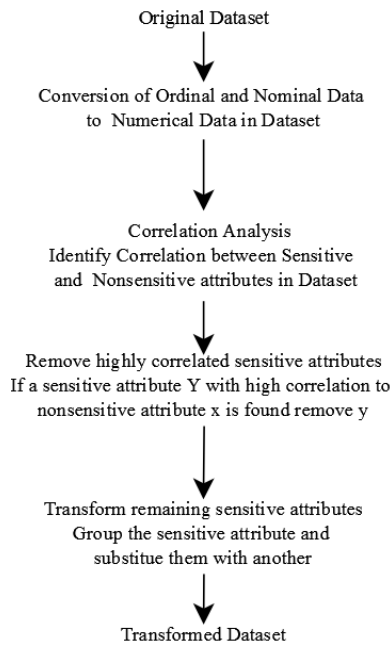 Original Dataset
Conversion of Ordinal and Nominal Data
to Numerical Data in Dataset
Correlation Analysis
Identify Correlation between Sensitive
and Nonsensitive attributes in Dataset
Remove highly correlated sensitive attributes
If a sensitive attribute Y with high correlation to
nonsensitive attribute x is found remove y
Transform remaining sensitive attributes
Group the sensitive attribute and
substitue them with another
Transformed Dataset